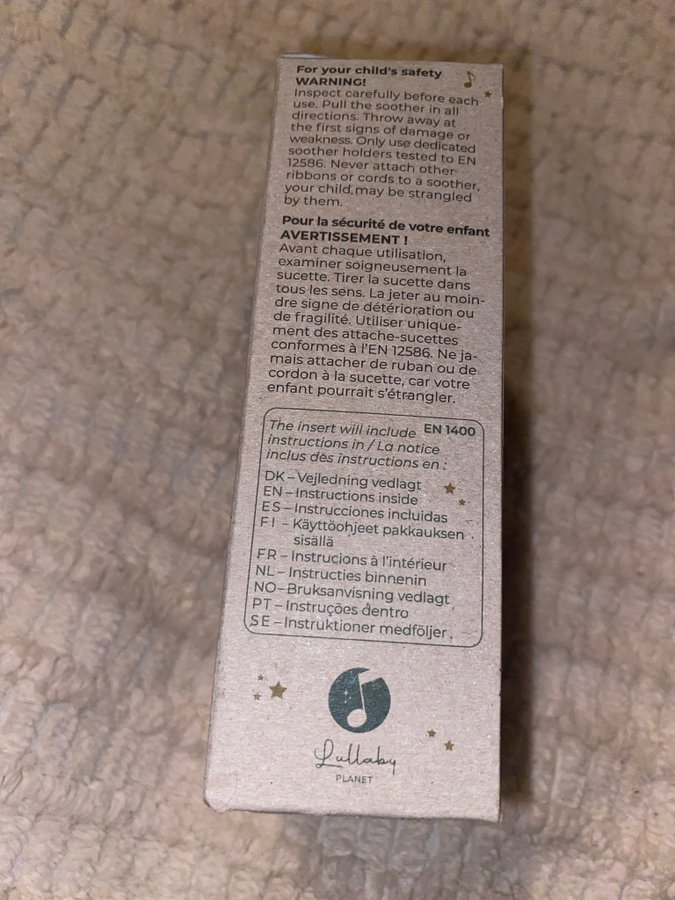 For your child's safety
WARNING!
Inspect carefully before each
use. Pull the soother in all
directions. Throw away at
the first signs of damage or
weakness. Only use dedicated
soother holders tested to EN
12586. Never attach other
ribbons or cords to a soother,
your child may be strangled
by them.
Pour la sécurité de votre enfant
AVERTISSEMENT !
Avant chaque utilisation,
examiner soigneusement la
sucette. Tirer la sucette dans
tous les sens. La jeter au moin-
dre signe de détérioration ou
de fragilité. Utiliser unique-
ment des attache-sucettes
conformes à l'EN 12586. Ne ja-
mais attacher de ruban ou de
cordon à la sucette, car votre
enfant pourrait s'étrangler.
The insert will include EN 1400
instructions in / La notice
inclus dès instructions en :
DK – Vejledning vedlagt
EN – Instructions inside
ES – Instrucciones incluidas
FI – Käyttöohjeet pakkauksen
sisällä
FR – Instrucions à l'intérieur
NL – Instructies binnenin
NO – Bruksanvisning vedlagt
PT – Instruções dentro
SE – Instruktioner medföljer
Lullaby
PLANET